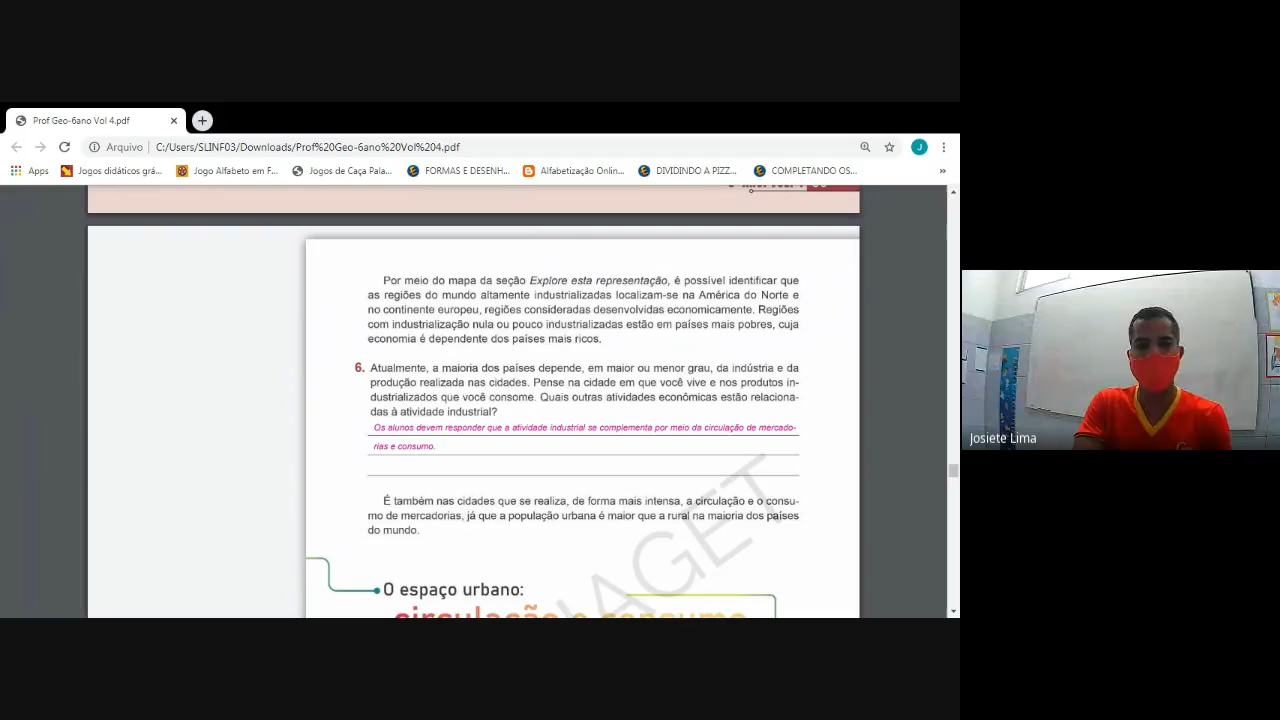 Prof Geo-6ano Vol 4.pdf
Arquivo
C:/Users/SLINF03/Downloads/Prof%20Geo-6ano%20Vol%204.pdf
J
Apps
Jogos didáticos grá...
Jogo Alfabeto em F...
Jogos de Caça Pala...
FORMAS E DESENH...
Alfabetização Onlin...
DIVIDINDO A PIZZ...
COMPLETANDO OS...
»
Por meio do mapa da seção Explore esta representação, é possível identificar que
as regiões do mundo altamente industrializadas localizam-se na América do Norte e
no continente europeu, regiões consideradas desenvolvidas economicamente. Regiões
com industrialização nula ou pouco industrializadas estão em países mais pobres, cuja
economia é dependente dos países mais ricos.
6. Atualmente, a maioria dos países depende, em maior ou menor grau, da indústria e da
produção realizada nas cidades. Pense na cidade em que você vive e nos produtos in-
dustrializados que você consome. Quais outras atividades econômicas estão relaciona-
das à atividade industrial?
Os alunos devem responder que a atividade industrial se complementa por meio da circulação de mercado-
rias e consumo.
É também nas cidades que se realiza, de forma mais intensa, a circulação e o consu-
mo de mercadorias, já que a população urbana é maior que a rural na maioria dos países
do mundo.
O espaço urbano:
circulação e consumo
PIAGET
Josiete Lima